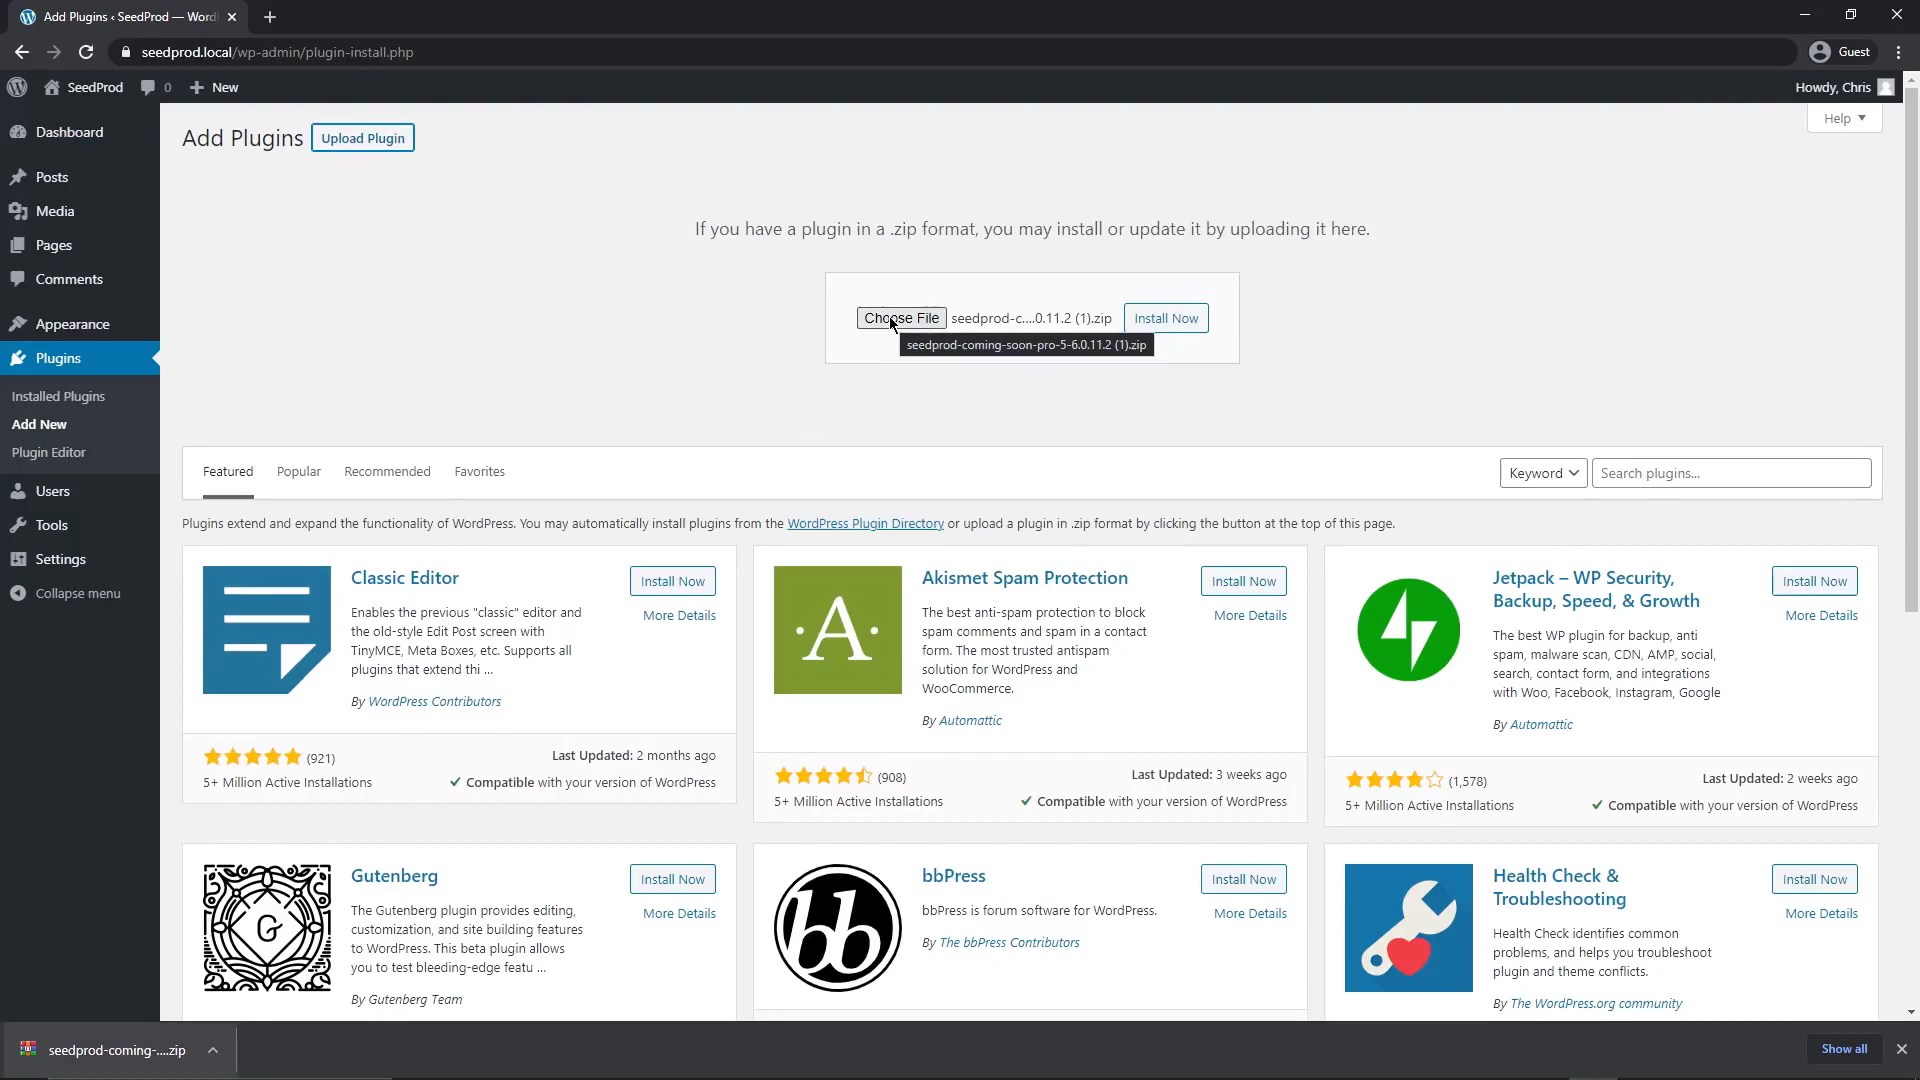 Add Plugins ‹ SeedProd — Word
seedprod.local/wp-admin/plugin-install.php
Guest
SeedProd
0
New
Howdy, Chris
Dashboard
Posts
Media
Pages
Comments
Appearance
Plugins
Installed Plugins
Add New
Plugin Editor
Users
Tools
Settings
Collapse menu
Add Plugins
Upload Plugin
Help
If you have a plugin in a .zip format, you may install or update it by uploading it here.
Choose File
seedprod-c....0.11.2 (1).zip
Install Now
seedprod-coming-soon-pro-5-6.0.11.2 (1).zip
Featured
Popular
Recommended
Favorites
Keyword
Search plugins...
Plugins extend and expand the functionality of WordPress. You may automatically install plugins from the WordPress Plugin Directory or upload a plugin in .zip format by clicking the button at the top of this page.
Classic Editor
Install Now
More Details
Enables the previous "classic" editor and
the old-style Edit Post screen with
TinyMCE, Meta Boxes, etc. Supports all
plugins that extend thi ...
By WordPress Contributors
(921)
5+ Million Active Installations
Last Updated: 2 months ago
Compatible with your version of WordPress
A
Akismet Spam Protection
Install Now
More Details
The best anti-spam protection to block
spam comments and spam in a contact
form. The most trusted antispam
solution for WordPress and
WooCommerce.
By Automattic
(908)
5+ Million Active Installations
Last Updated: 3 weeks ago
Compatible with your version of WordPress
Jetpack – WP Security,
Backup, Speed, & Growth
Install Now
More Details
The best WP plugin for backup, anti
spam, malware scan, CDN, AMP, social,
search, contact form, and integrations
with Woo, Facebook, Instagram, Google
By Automattic
(1,578)
5+ Million Active Installations
Last Updated: 2 weeks ago
Compatible with your version of WordPress
G
Gutenberg
Install Now
More Details
The Gutenberg plugin provides editing,
customization, and site building features
to WordPress. This beta plugin allows
you to test bleeding-edge featu ...
By Gutenberg Team
bb
bbPress
Install Now
More Details
bbPress is forum software for WordPress.
By The bbPress Contributors
Health Check &
Troubleshooting
Install Now
More Details
Health Check identifies common
problems, and helps you troubleshoot
plugin and theme conflicts.
By The WordPress.org community
seedprod-coming-....zip
Show all